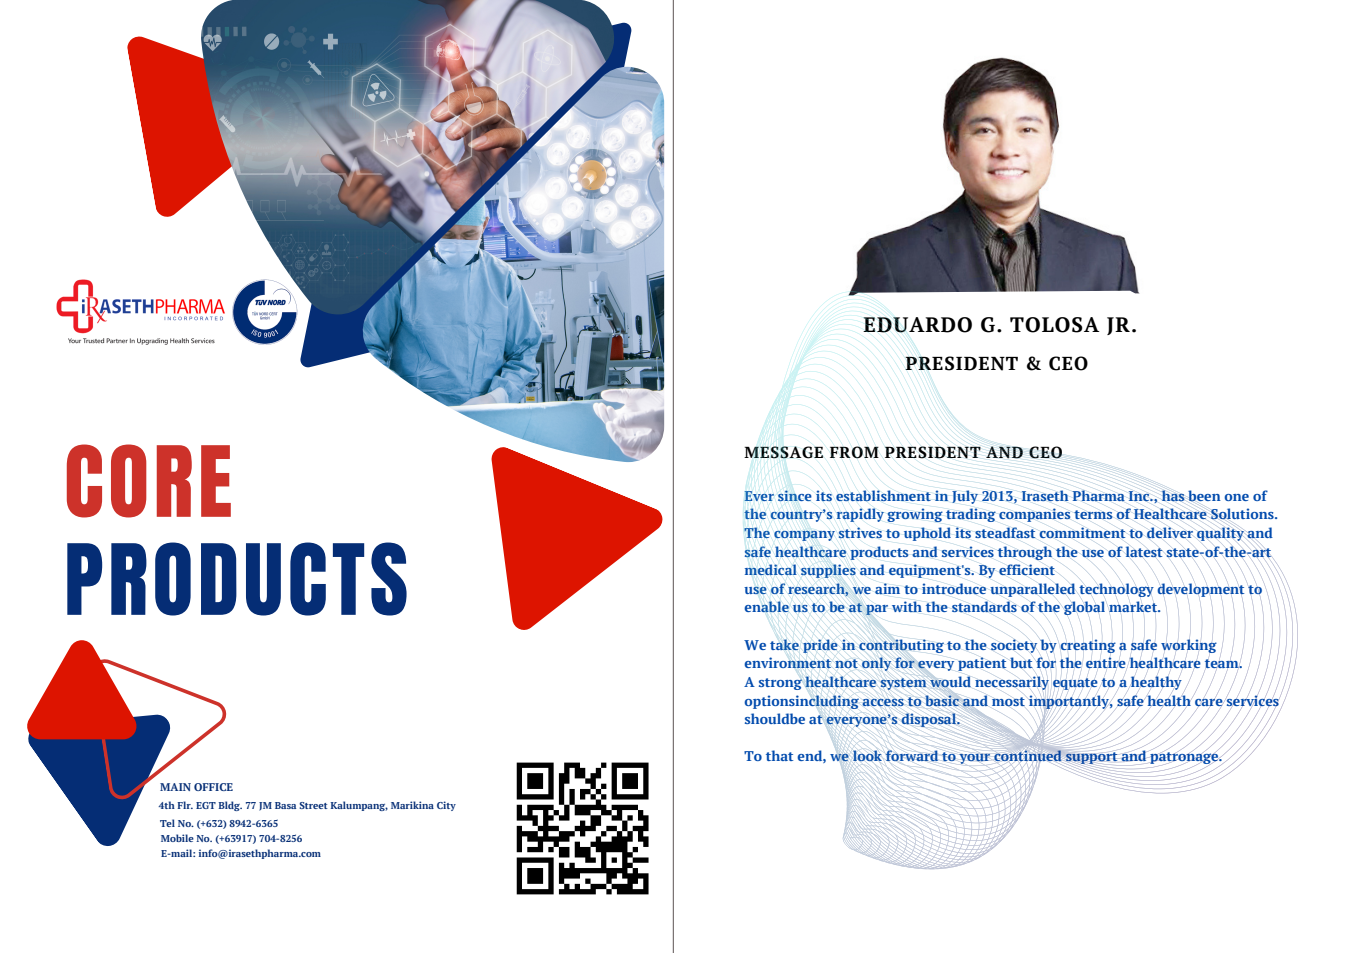 iRASETHPHARMA
INCORPORATED
Your Trusted Partner In Upgrading Health Services
TÜV NORD
TÜV NORD CERT
GmbH
ISO 9001
CORE
PRODUCTS
MAIN OFFICE
4th Flr. EGT Bldg. 77 JM Basa Street Kalumpang, Marikina City
Tel No. (+632) 8942-6365
Mobile No. (+63917) 704-8256
E-mail: info@irasethpharma.com
EDUARDO G. TOLOSA JR.
PRESIDENT & CEO
MESSAGE FROM PRESIDENT AND CEO
Ever since its establishment in July 2013, Iraseth Pharma Inc., has been one of
the country’s rapidly growing trading companies terms of Healthcare Solutions.
The company strives to uphold its steadfast commitment to deliver quality and
safe healthcare products and services through the use of latest state-of-the-art
medical supplies and equipment's. By efficient
use of research, we aim to introduce unparalleled technology development to
enable us to be at par with the standards of the global market.
We take pride in contributing to the society by creating a safe working
environment not only for every patient but for the entire healthcare team.
A strong healthcare system would necessarily equate to a healthy
optionsincluding access to basic and most importantly, safe health care services
shouldbe at everyone’s disposal.
To that end, we look forward to your continued support and patronage.